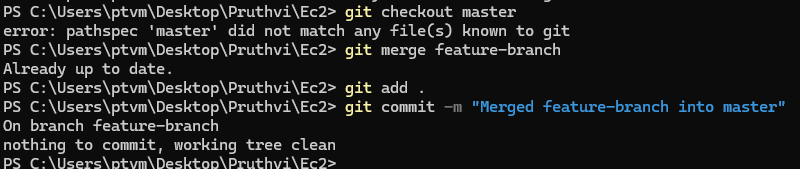 PS C:\Users\ptvm\Desktop\Pruthvi\Ec2> git checkout master
error: pathspec 'master' did not match any file(s) known to git
PS C:\Users\ptvm\Desktop\Pruthvi\Ec2> git merge feature-branch
Already up to date.
PS C:\Users\ptvm\Desktop\Pruthvi\Ec2> git add .
PS C:\Users\ptvm\Desktop\Pruthvi\Ec2> git commit -m "Merged feature-branch into master"
On branch feature-branch
nothing to commit, working tree clean
PS C:\Users\ptvm\Desktop\Pruthvi\Ec2>